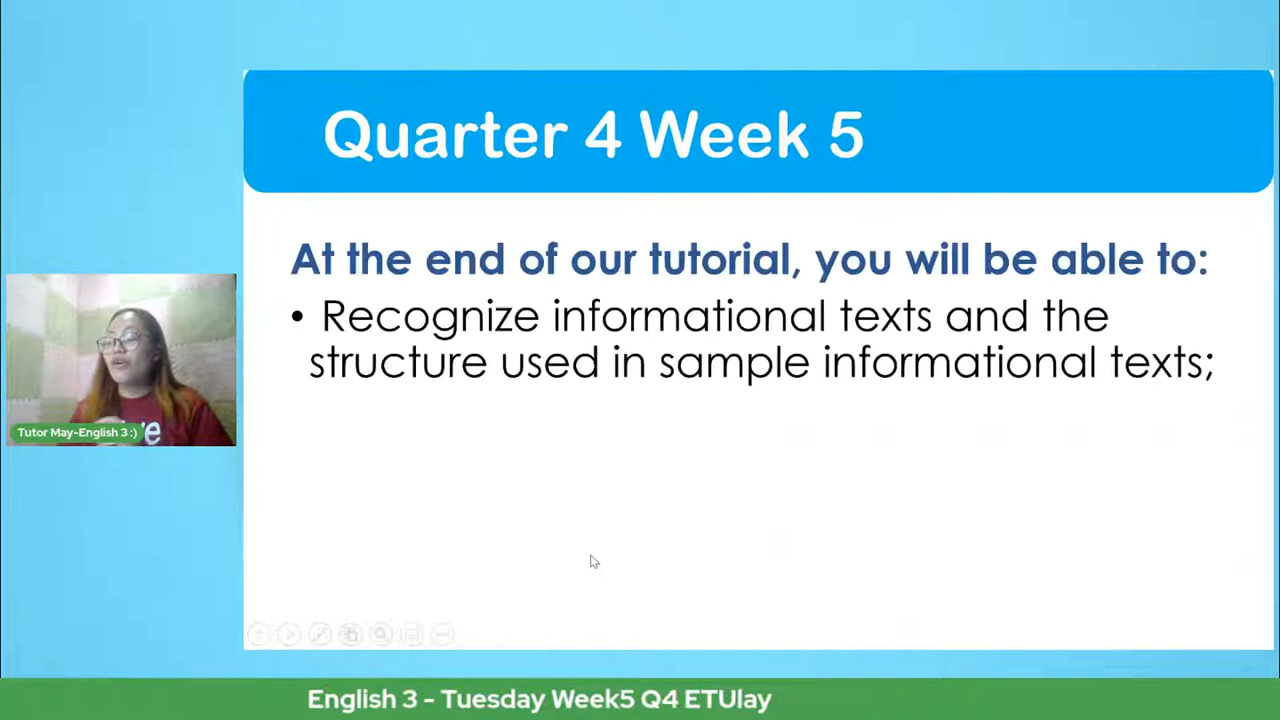 Quarter 4 Week 5
At the end of our tutorial, you will be able to:
• Recognize informational texts and the
structure used in sample informational texts;
Tutor May-English 3 :)
English 3 - Tuesday Week5 Q4 ETUlay